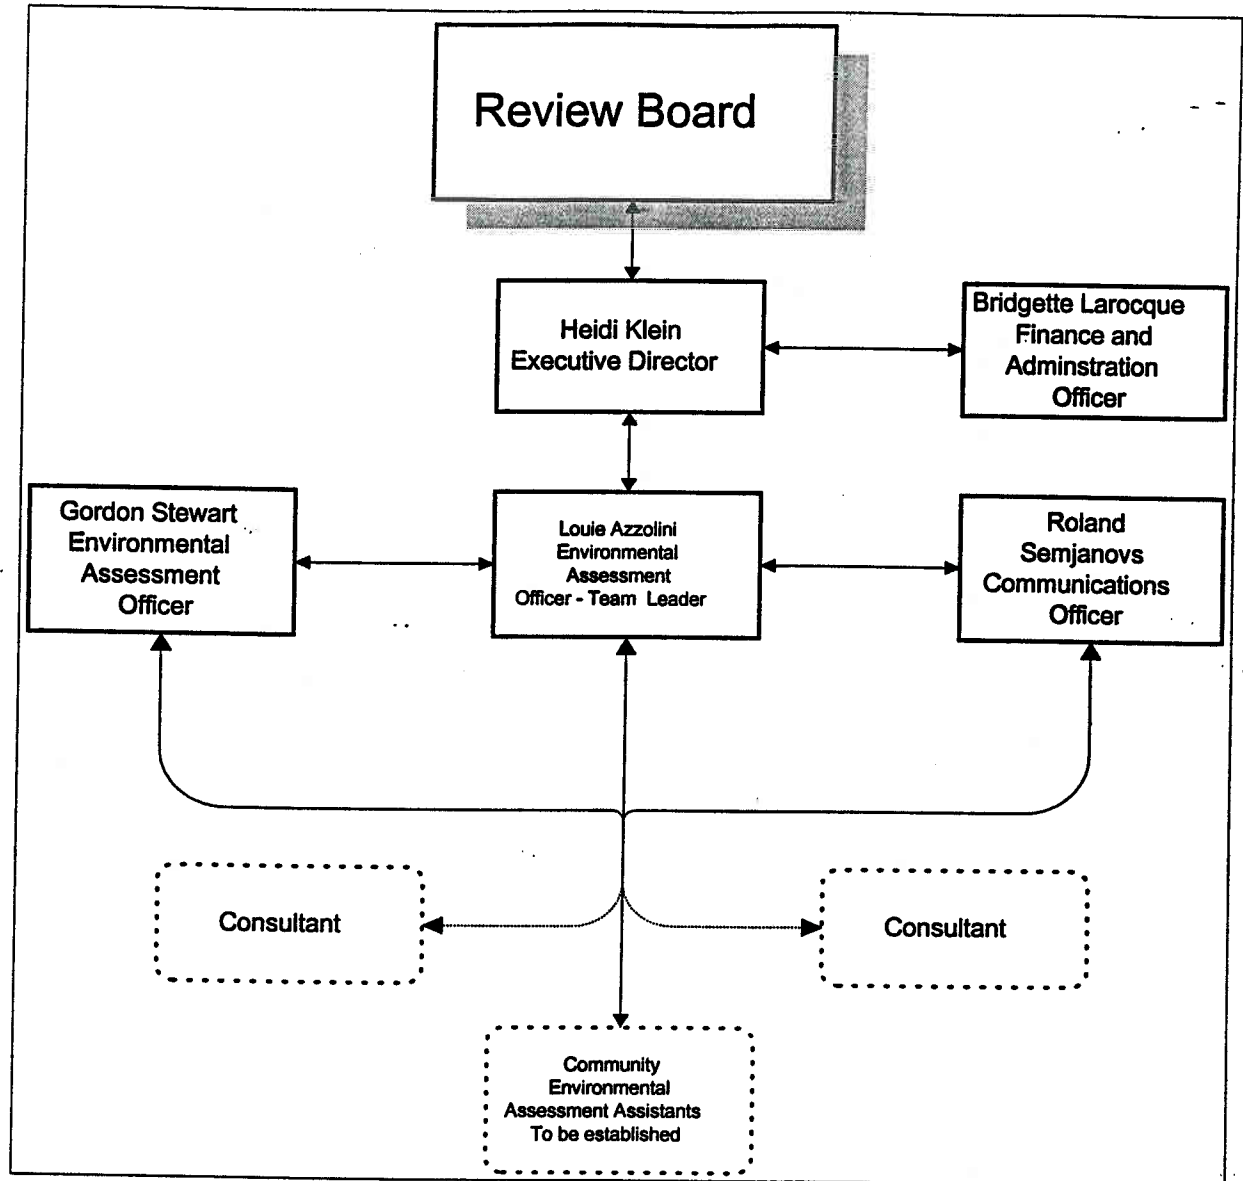 Review Board
Heidi Klein
Executive Director
Bridgette Larocque
Finance and
Adminstration
Officer
Gordon Stewart
Environmental
Assessment
Officer
Louie Azzolini
Environmental
Assessment
Officer - Team Leader
Roland
Semjanovs
Communications
Officer
Consultant
Consultant
Community
Environmental
Assessment Assistants
To be established